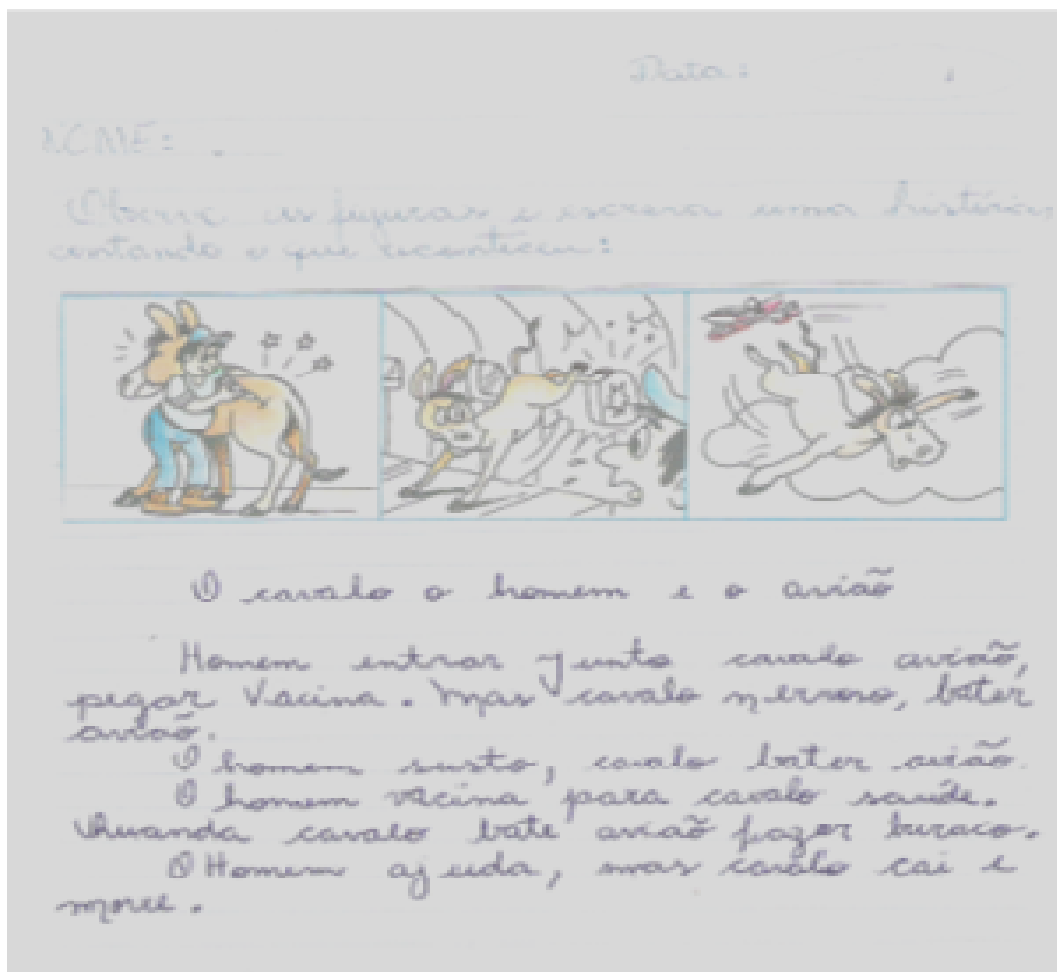 Data:
NOME:
Observe as figuras e escreva uma história,
contando o que aconteceu:
O cavalo o homem e o avião
Homem entrar junto cavalo avião,
pegar Vacina. Mas cavalo nervoso, bater
avião.
O homem susto, cavalo bater avião.
O homem vacina para cavalo saúde.
Quando cavalo bate avião fazer buraco.
O Homem ajuda, mas cavalo cai e
morre.